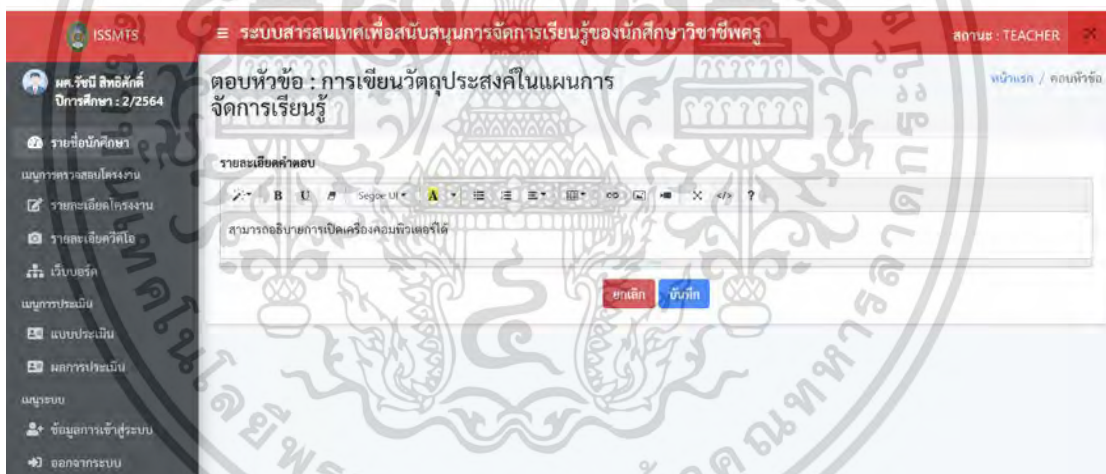 ISSMTS
≡ ระบบสารสนเทศเพื่อสนับสนุนการจัดการเรียนรู้ของนักศึกษาวิชาชีพครู
สถานะ : TEACHER
ผศ.รัชนี สิทธิศักดิ์
ปีการศึกษา : 2/2564
รายชื่อนักศึกษา
เมนูการตรวจสอบโครงงาน
รายละเอียดโครงงาน
รายละเอียดวีดีโอ
เว็บบอร์ด
เมนูการประเมิน
แบบประเมิน
ผลการประเมิน
เมนูระบบ
ข้อมูลการเข้าสู่ระบบ
ออกจากระบบ
ตอบหัวข้อ : การเขียนวัตถุประสงค์ในแผนการ
จัดการเรียนรู้
หน้าแรก / ตอบหัวข้อ
รายละเอียดคำตอบ
B U Segoe UI A </> ?
สามารถอธิบายการเปิดเครื่องคอมพิวเตอร์ได้
ยกเลิก บันทึก